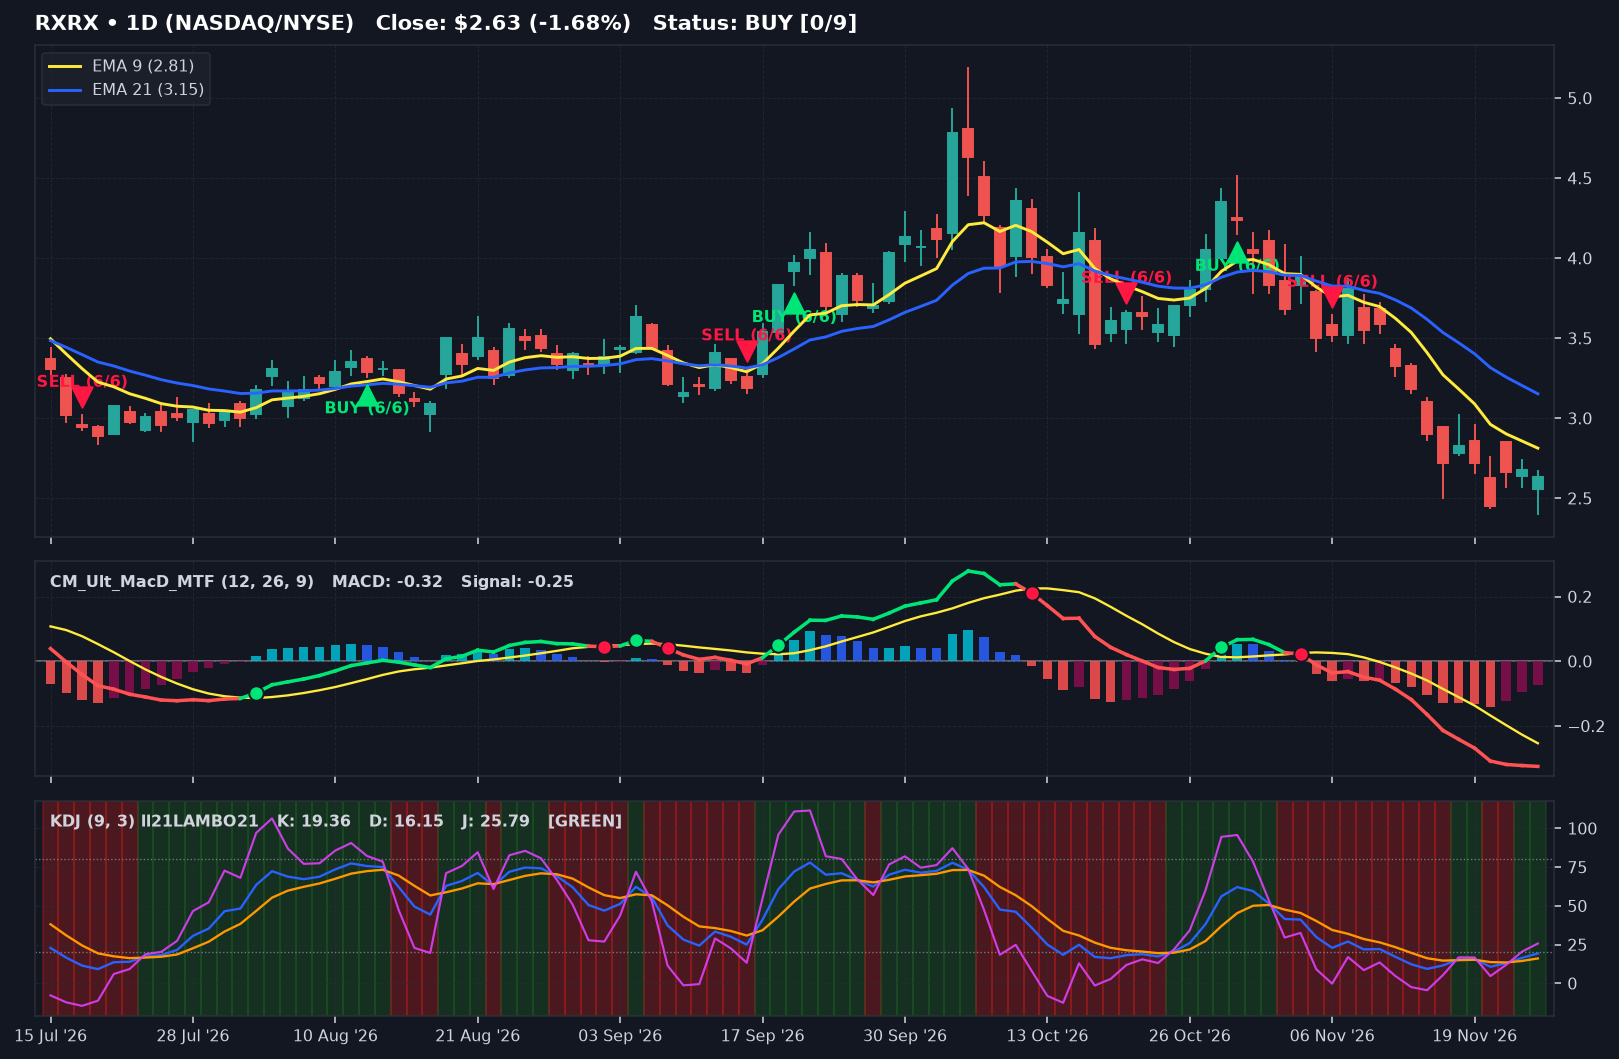 RXRX • 1D (NASDAQ/NYSE)   Close: $2.63 (-1.68%)   Status: BUY [0/9]
EMA 9 (2.81)
EMA 21 (3.15)
5.0
4.5
4.0
3.5
3.0
2.5
SELL (6/6)
BUY (6/6)
SELL (6/6)
BUY (6/6)
SELL (6/6)
BUY (6/6)
SELL (6/6)
CM_Ult_MacD_MTF (12, 26, 9)   MACD: -0.32   Signal: -0.25
0.2
0.0
−0.2
KDJ (9, 3) ll21LAMBO21   K: 19.36   D: 16.15   J: 25.79   [GREEN]
100
75
50
25
0
15 Jul '26
28 Jul '26
10 Aug '26
21 Aug '26
03 Sep '26
17 Sep '26
30 Sep '26
13 Oct '26
26 Oct '26
06 Nov '26
19 Nov '26